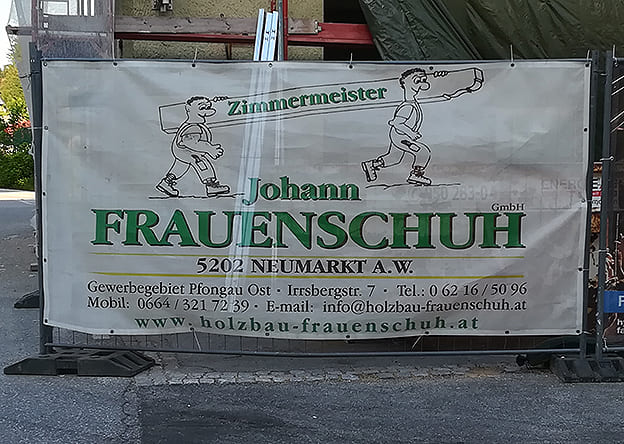 Zimmermeister
Johann
FRAUENSCHUH GmbH
5202 NEUMARKT A.W.
Gewerbegebiet Pfongau Ost · Irrsbergstr. 7 · Tel.: 0 62 16 / 50 96
Mobil: 0664 / 321 72 39 · E-mail: info@holzbau-frauenschuh.at
www.holzbau-frauenschuh.at